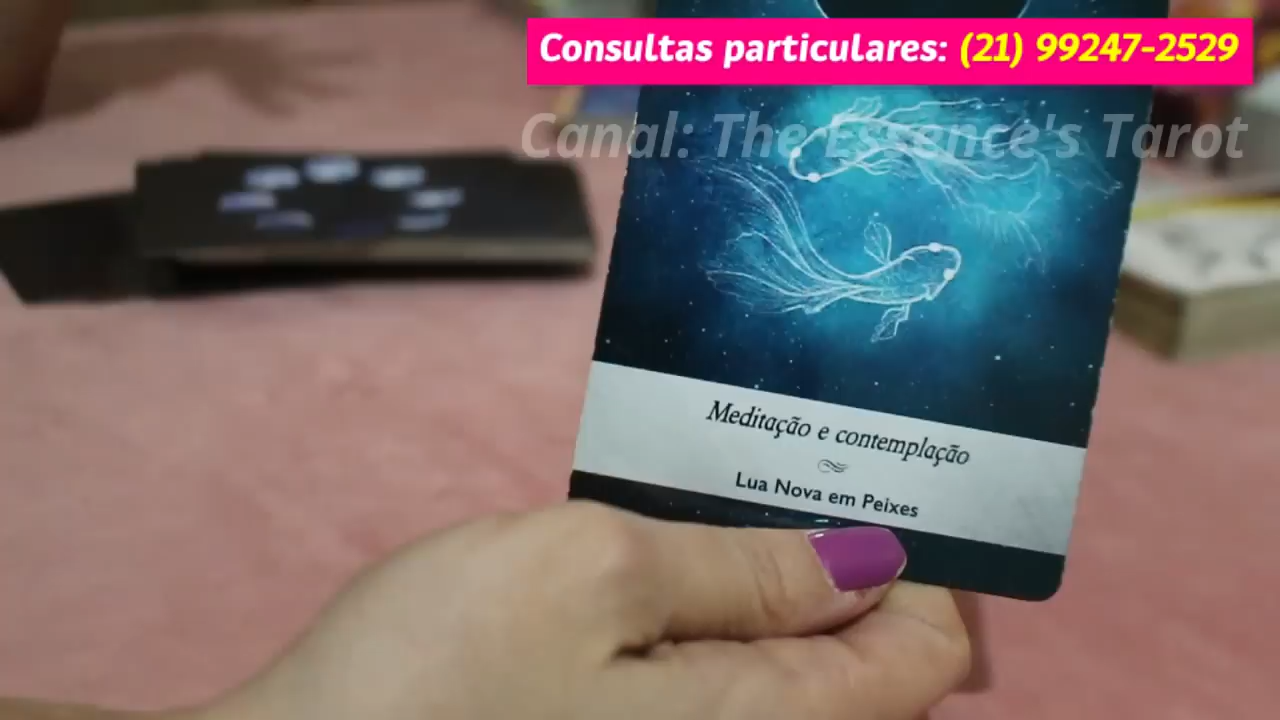 Consultas particulares: (21) 99247-2529
Canal: The Essence's Tarot
Meditação e contemplação
Lua Nova em Peixes